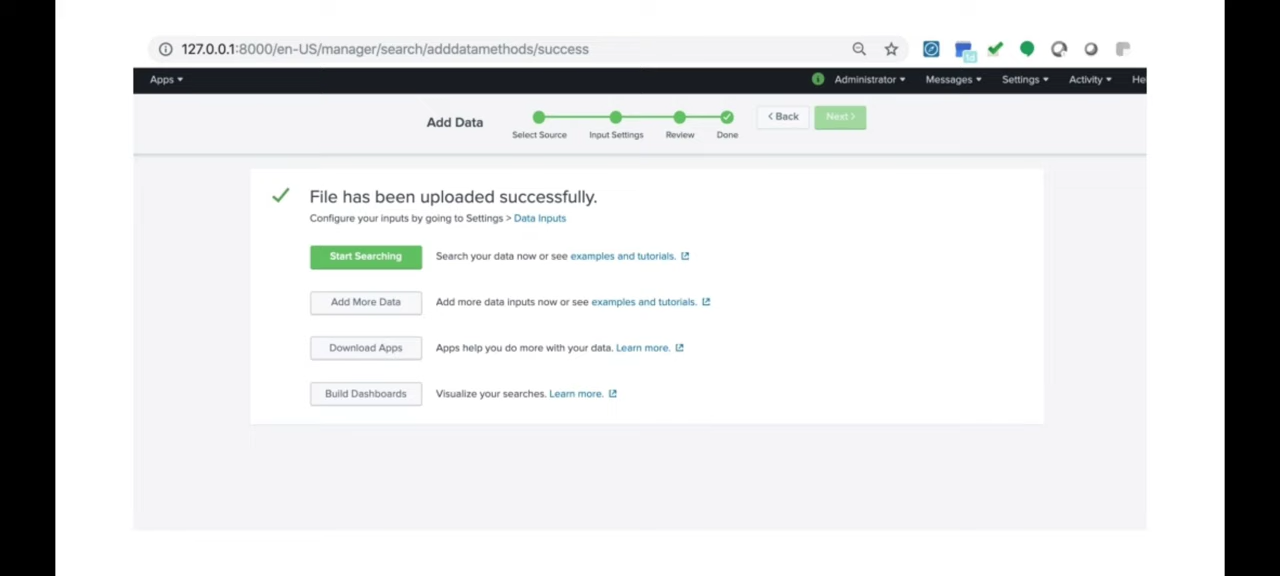 127.0.0.1:8000/en-US/manager/search/adddatamethods/success
Apps
Administrator Messages Settings Activity
Add Data
Select Source Input Settings Review Done
< Back Next >
File has been uploaded successfully.
Configure your inputs by going to Settings > Data Inputs
Start Searching Search your data now or see examples and tutorials.
Add More Data Add more data inputs now or see examples and tutorials.
Download Apps Apps help you do more with your data. Learn more.
Build Dashboards Visualize your searches. Learn more.